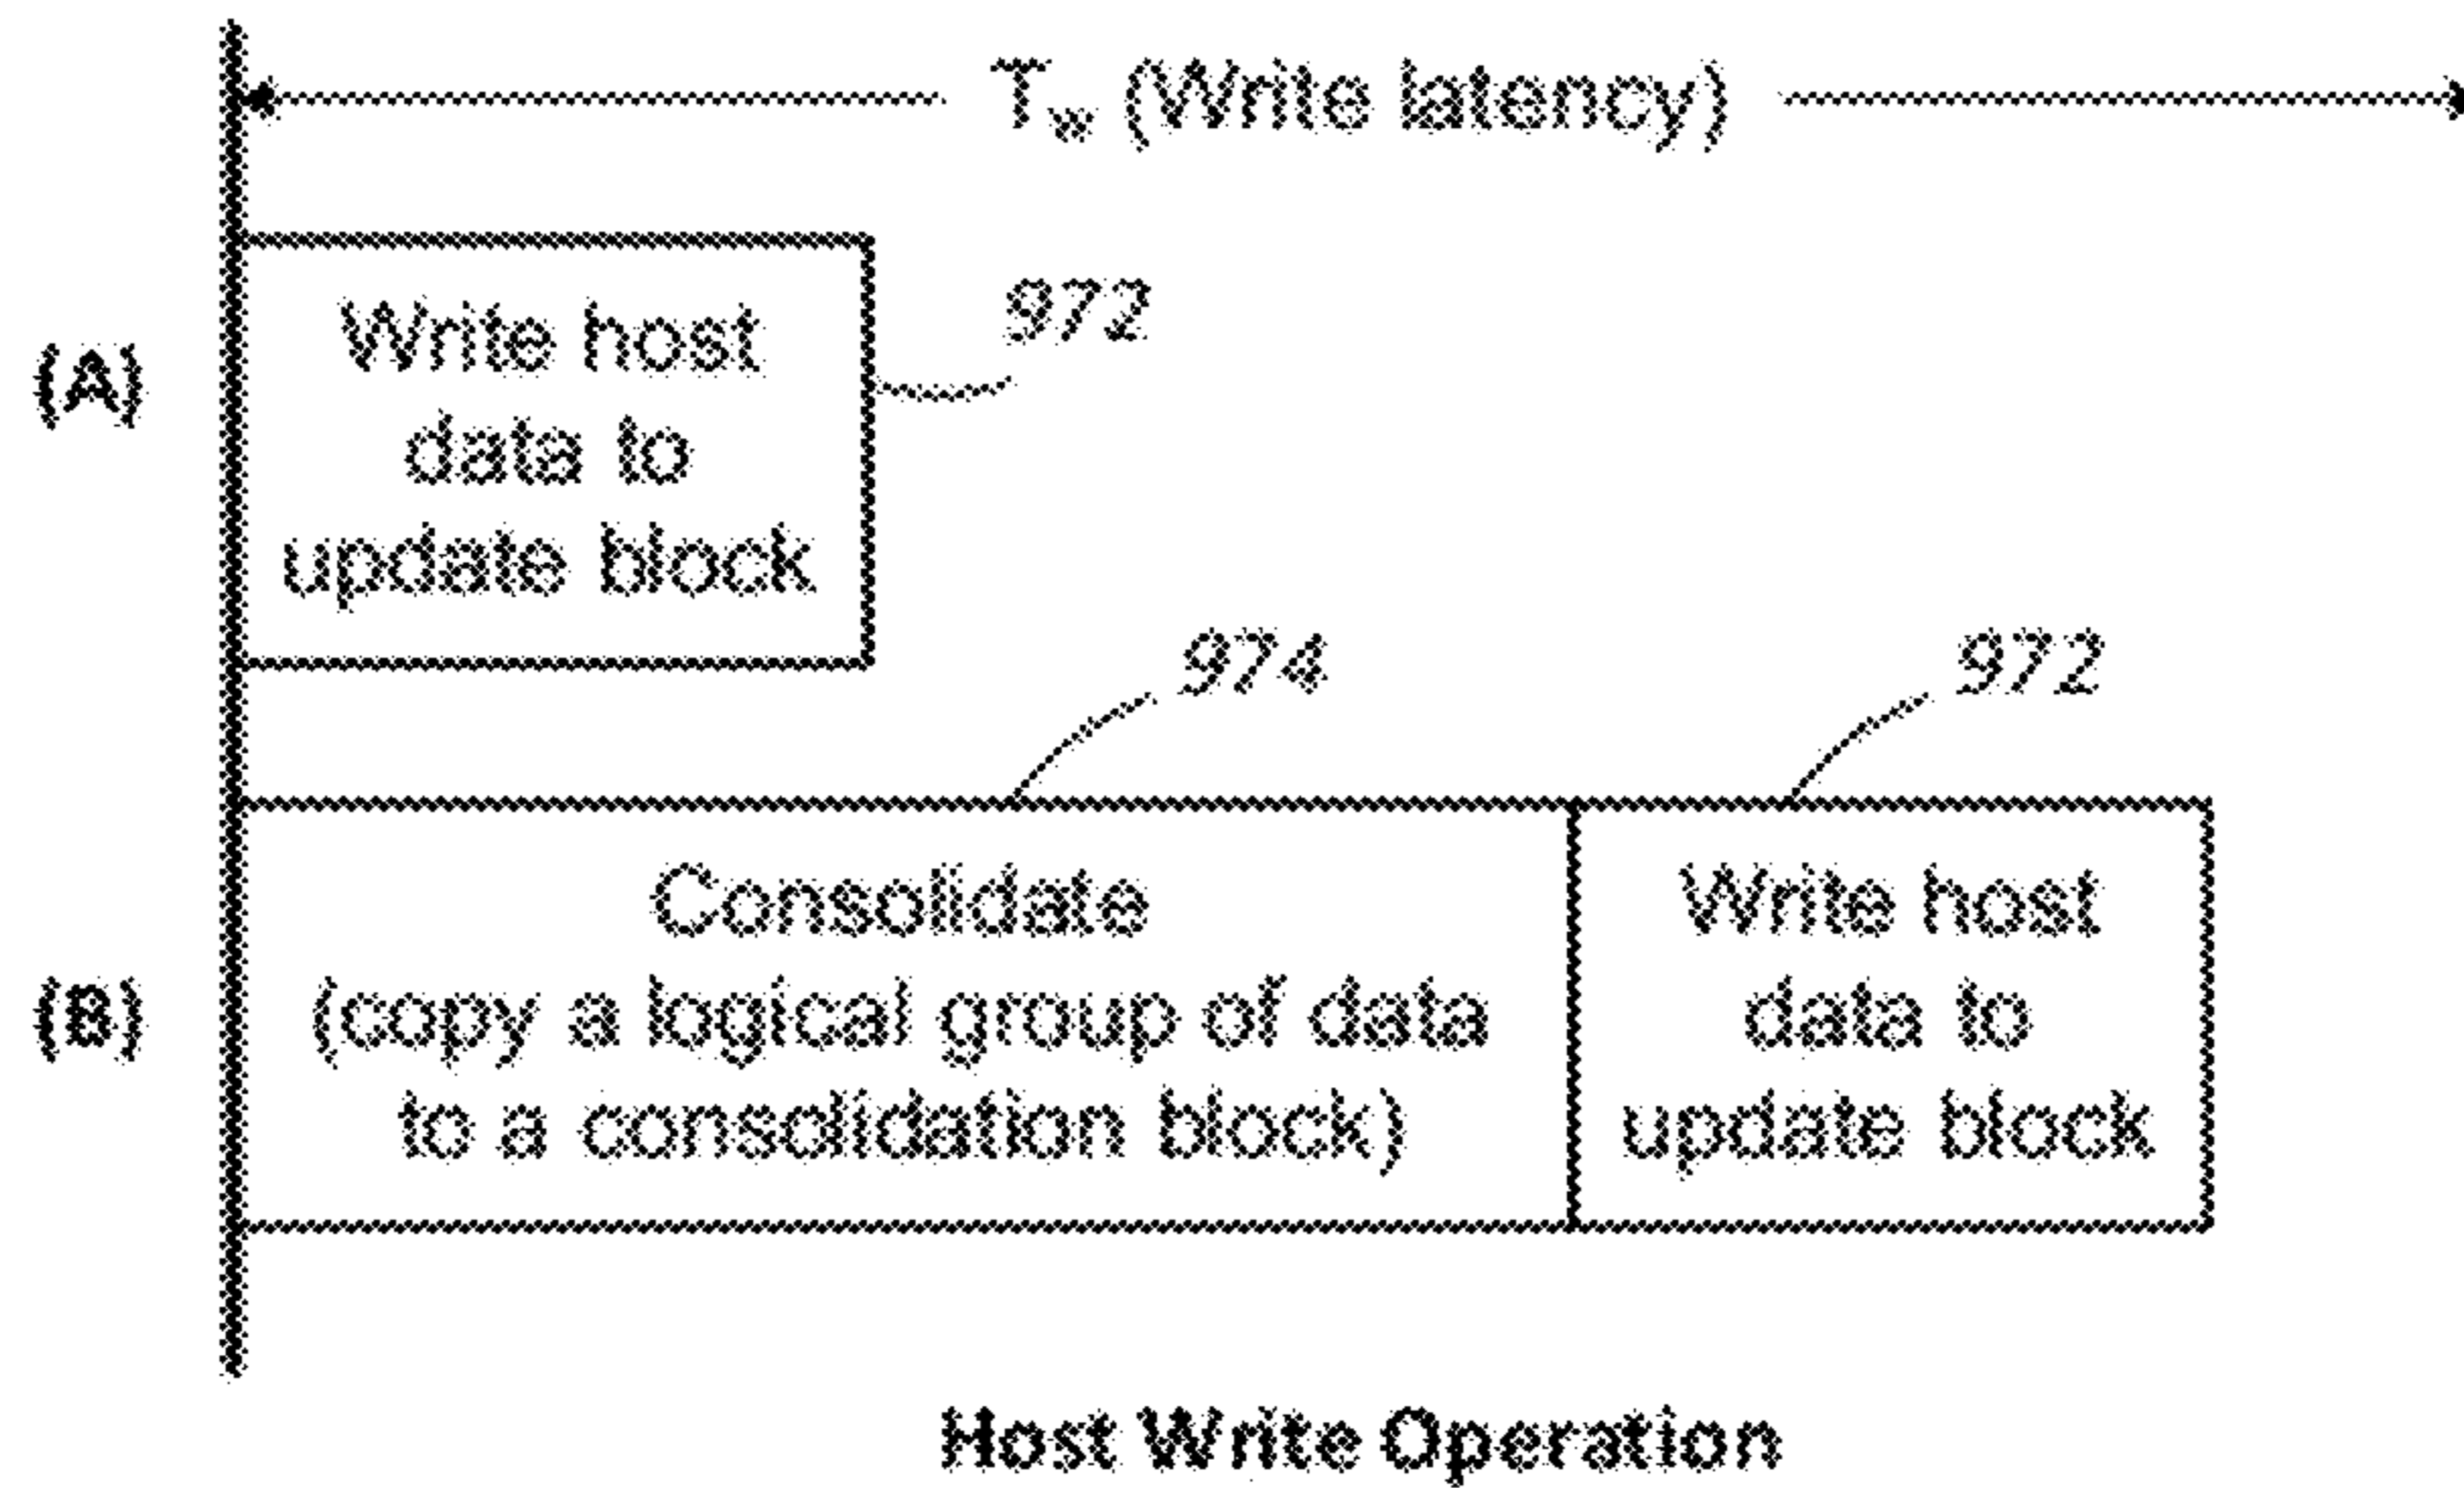 T_w (Write latency)
(A)
Write host
data to
update block
972
974
972
(B)
Consolidate
(copy a logical group of data
to a consolidation block)
Write host
data to
update block
Host Write Operation